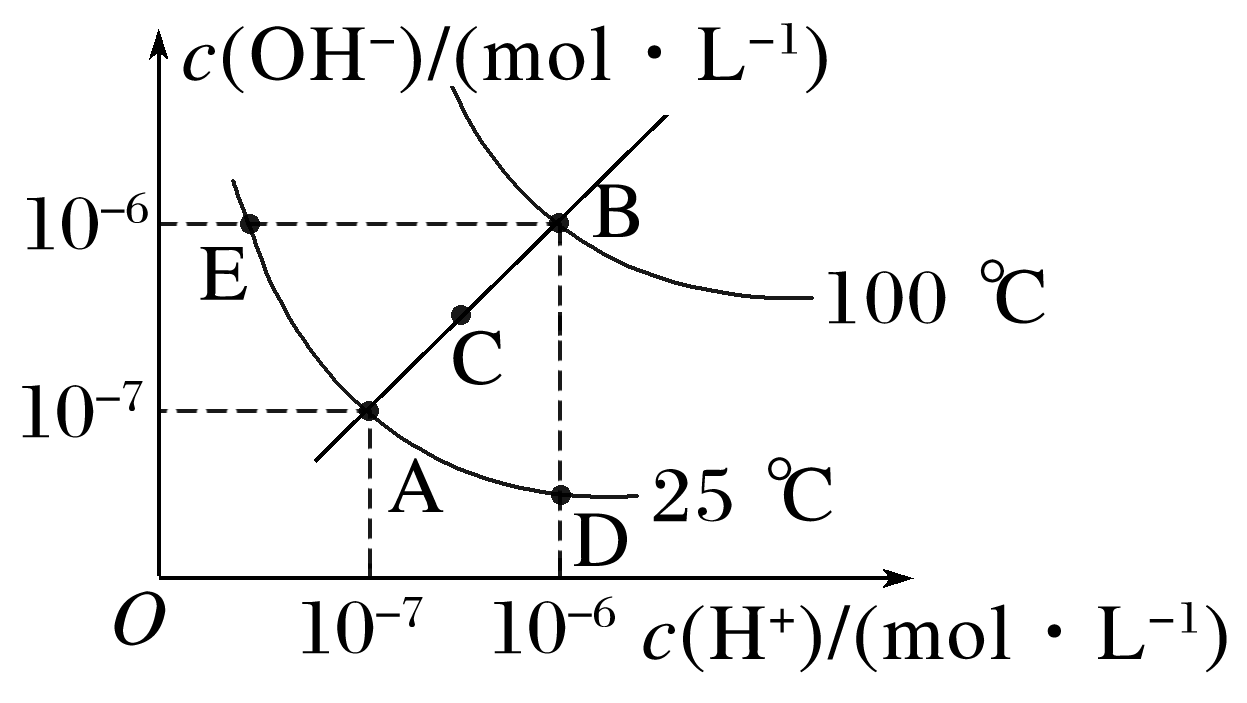 c(OH⁻)/(mol · L⁻¹)
10⁻⁶
B
E
100 ℃
C
10⁻⁷
A
25 ℃
D
O
10⁻⁷ 10⁻⁶ c(H⁺)/(mol · L⁻¹)